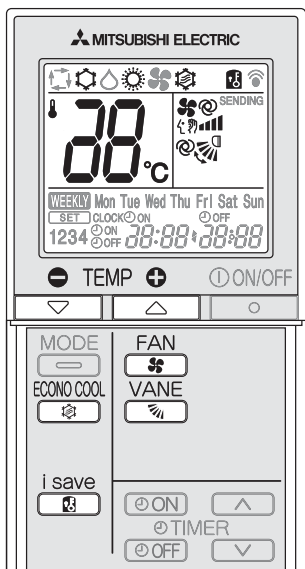 MITSUBISHI ELECTRIC
SENDING
88°C
WEEKLY Mon Tue Wed Thu Fri Sat Sun
SET CLOCK ON OFF
1234 ON OFF 88:88 88:88
TEMP ON/OFF
MODE FAN
ECONO COOL VANE
i save
ON
TIMER
OFF